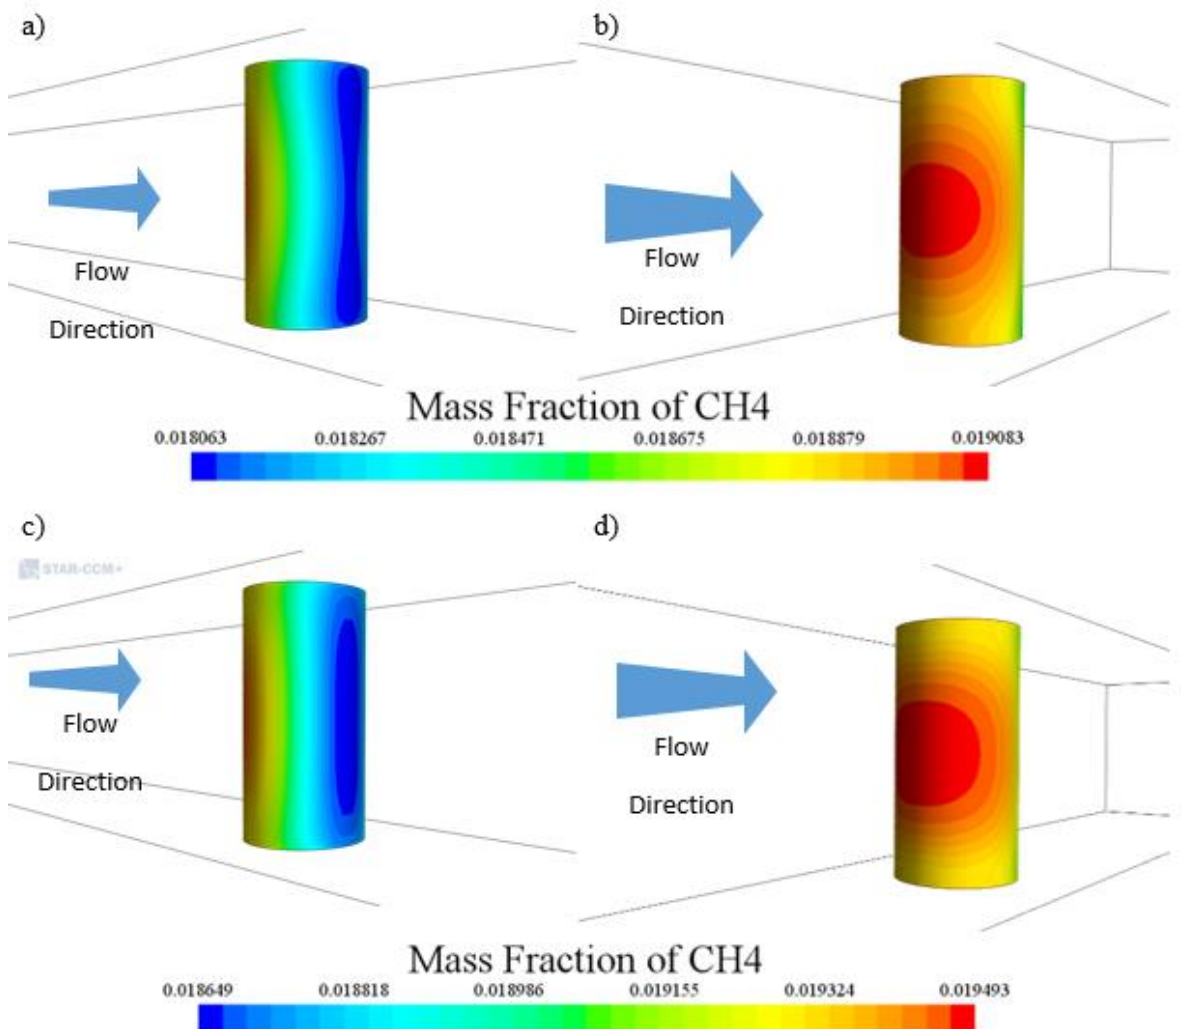 a)
b)
Flow
Direction
Flow
Direction
Mass Fraction of CH4
0.018063 0.018267 0.018471 0.018675 0.018879 0.019083
c)
d)
STAR-CCM+
Flow
Direction
Flow
Direction
Mass Fraction of CH4
0.018649 0.018818 0.018986 0.019155 0.019324 0.019493